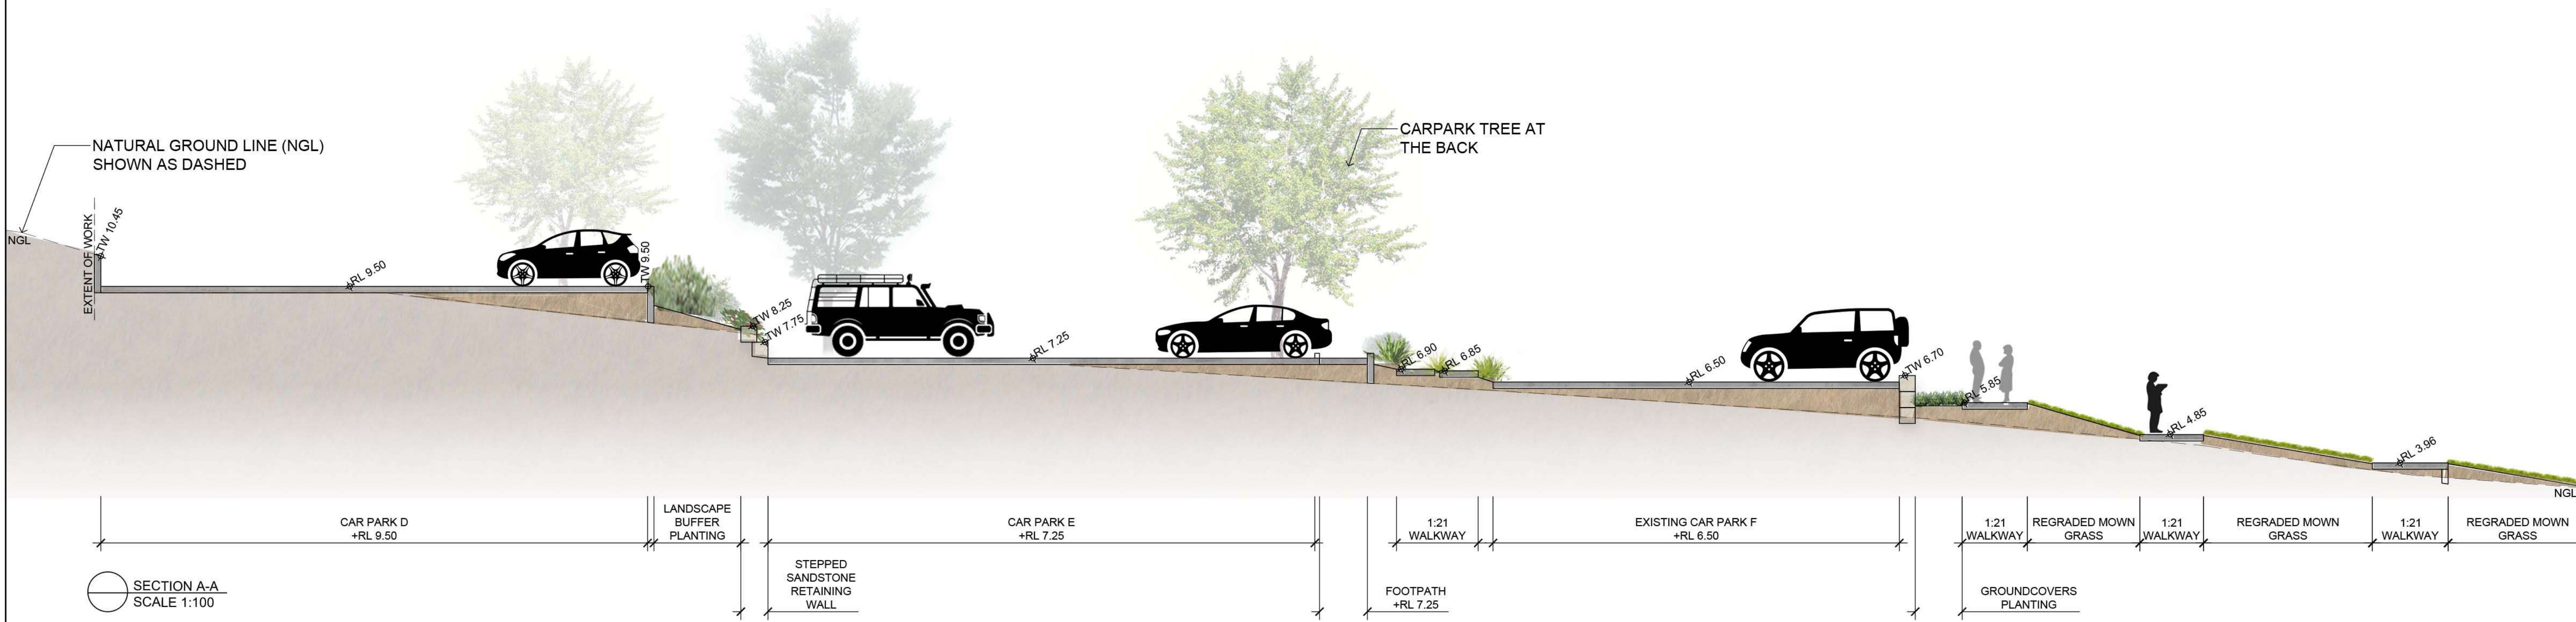 NATURAL GROUND LINE (NGL)
SHOWN AS DASHED
CARPARK TREE AT
THE BACK
NGL
EXTENT OF WORK
TW 10.45
+RL 9.50
TW 9.50
TW 8.25
TW 7.75
+RL 7.25
+RL 6.90
+RL 6.85
+RL 6.50
TW 6.70
+RL 5.85
+RL 4.85
+RL 3.96
NGL
CAR PARK D
+RL 9.50
LANDSCAPE
BUFFER
PLANTING
CAR PARK E
+RL 7.25
1:21
WALKWAY
EXISTING CAR PARK F
+RL 6.50
1:21
WALKWAY
REGRADED MOWN
GRASS
1:21
WALKWAY
REGRADED MOWN
GRASS
1:21
WALKWAY
REGRADED MOWN
GRASS
STEPPED
SANDSTONE
RETAINING
WALL
FOOTPATH
+RL 7.25
GROUNDCOVERS
PLANTING
SECTION A-A
SCALE 1:100